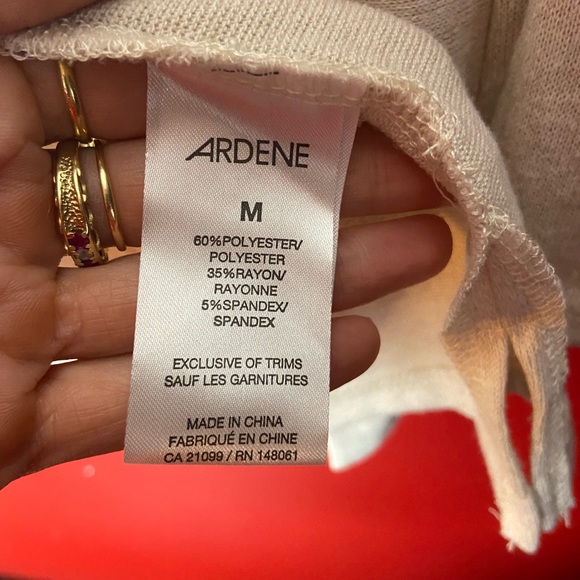 ARDENE
M
60%POLYESTER/
POLYESTER
35%RAYON/
RAYONNE
5%SPANDEX/
SPANDEX
EXCLUSIVE OF TRIMS
SAUF LES GARNITURES
MADE IN CHINA
FABRIQUÉ EN CHINE
CA 21099 / RN 148061